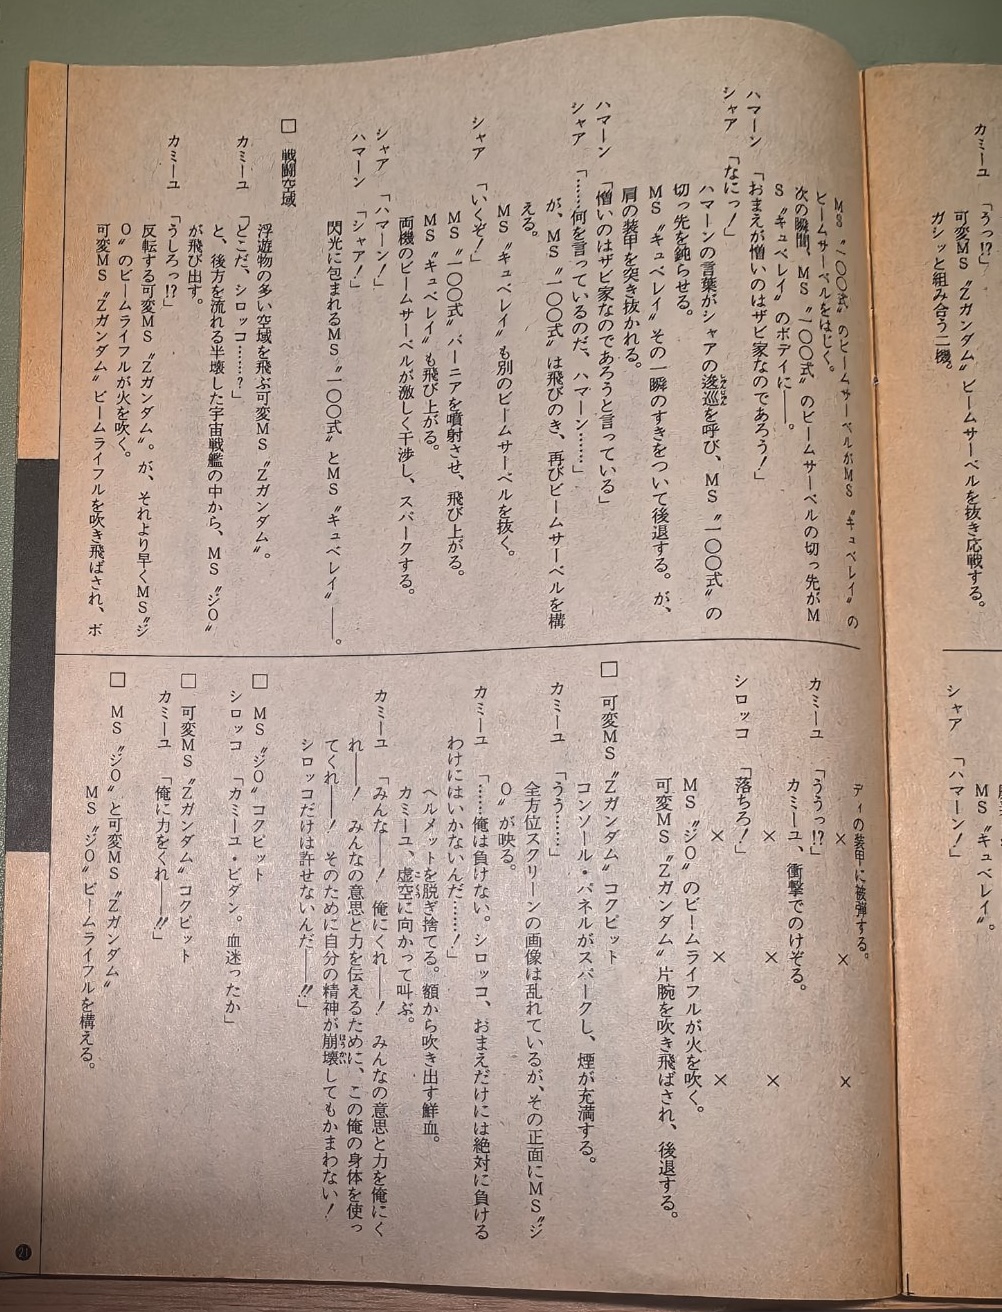 カミーユ「うっ!?」
可変MS〝Zガンダム〟ビームサーベルを抜き応戦する。
ガシッと組み合う二機。
MS〝キュベレイ〟。
シャア「ハマーン!」
MS〝一〇〇式〟のビームサーベルがMS〝キュベレイ〟の
ビームサーベルをはじく。
次の瞬間、MS〝一〇〇式〟のビームサーベルの切っ先がM
S〝キュベレイ〟のボディに――。
ハマーン「おまえが憎いのはザビ家なのであろう!」
シャア「なにっ!」
ハマーンの言葉がシャアの逡巡を呼び、MS〝一〇〇式〟の
しゅんじゅん
切っ先を鈍らせる。
MS〝キュベレイ〟その一瞬のすきをついて後退する。が、
肩の装甲を突き抜かれる。
ハマーン「憎いのはザビ家なのであろうと言っている」
シャア「……何を言っているのだ、ハマーン……」
が、MS〝一〇〇式〟は飛びのき、再びビームサーベルを構
える。
シャア「いくぞ!」
MS〝キュベレイ〟も別のビームサーベルを抜く。
MS〝一〇〇式〟バーニアを噴射させ、飛び上がる。
MS〝キュベレイ〟も飛び上がる。
両機のビームサーベルが激しく干渉し、スパークする。
シャア「ハマーン!」
ハマーン「シャア!」
閃光に包まれるMS〝一〇〇式〟とMS〝キュベレイ〟――。
□ 戦闘空域
浮遊物の多い空域を飛ぶ可変MS〝Zガンダム〟。
カミーユ「どこだ、シロッコ……?」
と、後方を流れる半壊した宇宙戦艦の中から、MS〝ジO〟
が飛び出す。
カミーユ「うしろっ!?」
反転する可変MS〝Zガンダム〟。が、それより早くMS〝ジ
O〟のビームライフルが火を吹く。
可変MS〝Zガンダム〟ビームライフルを吹き飛ばされ、ボ
ディの装甲に被弾する。
× × ×
カミーユ「ううっ!?」
カミーユ、衝撃でのけぞる。
× × ×
シロッコ「落ちろ!」
× × ×
MS〝ジO〟のビームライフルが火を吹く。
可変MS〝Zガンダム〟片腕を吹き飛ばされ、後退する。
□ 可変MS〝Zガンダム〟コクピット
コンソール・パネルがスパークし、煙が充満する。
カミーユ「うう………」
全方位スクリーンの画像は乱れているが、その正面にMS〝ジ
O〟が映る。
カミーユ「……俺は負けない。シロッコ、おまえだけには絶対に負ける
わけにはいかないんだ……!」
ヘルメットを脱ぎ捨てる。額から吹き出す鮮血。
カミーユ、虚空に向かって叫ぶ。
こくう
カミーユ「みんな――! 俺にくれ――! みんなの意思と力を俺にく
れ――! みんなの意思と力を伝えるために、この俺の身体を使っ
てくれ――! そのために自分の精神が崩壊してもかまわない!
ほうかい
シロッコだけは許せないんだ――!!」
□ MS〝ジO〟コクピット
シロッコ「カミーユ・ビダン。血迷ったか」
□ 可変MS〝Zガンダム〟コクピット
カミーユ「俺に力をくれ――!!」
□ MS〝ジO〟と可変MS〝Zガンダム〟
MS〝ジO〟ビームライフルを構える。
21